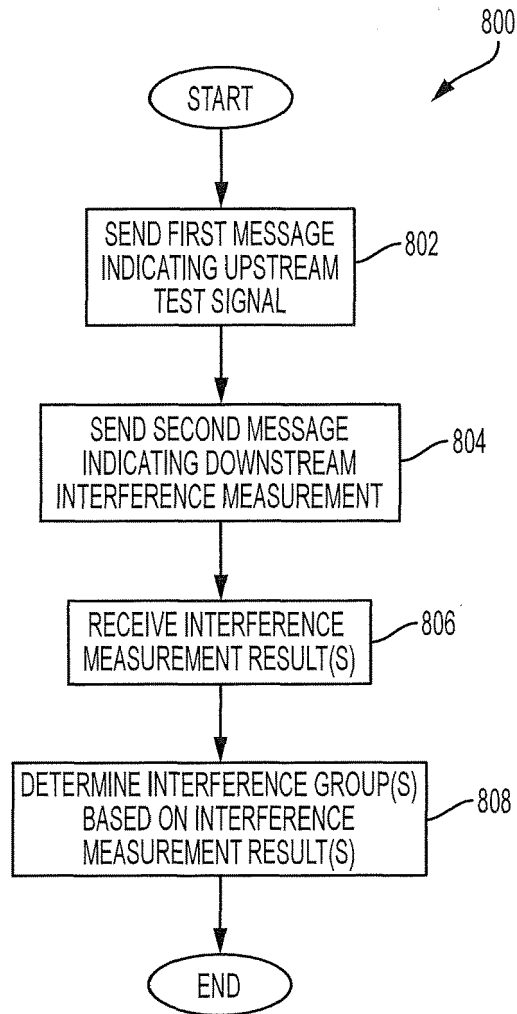 800
START
SEND FIRST MESSAGE
INDICATING UPSTREAM
TEST SIGNAL
802
SEND SECOND MESSAGE
INDICATING DOWNSTREAM
INTERFERENCE MEASUREMENT
804
RECEIVE INTERFERENCE
MEASUREMENT RESULT(S)
806
DETERMINE INTERFERENCE GROUP(S)
BASED ON INTERFERENCE
MEASUREMENT RESULT(S)
808
END